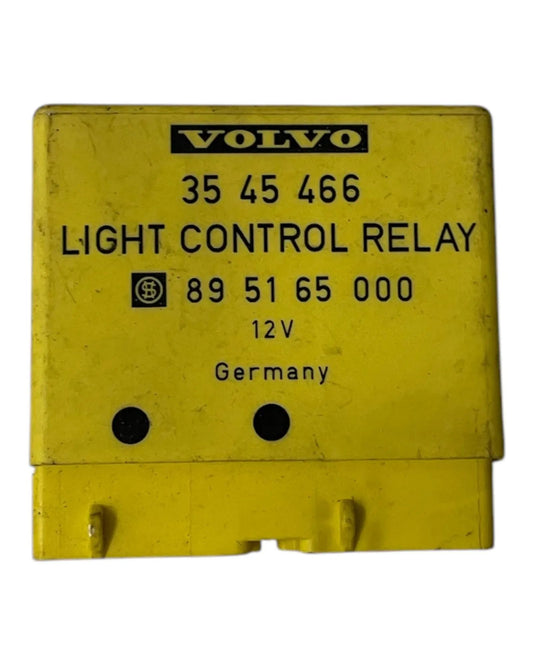 VOLVO
35 45 466
LIGHT CONTROL RELAY
89 51 65 000
12V
Germany